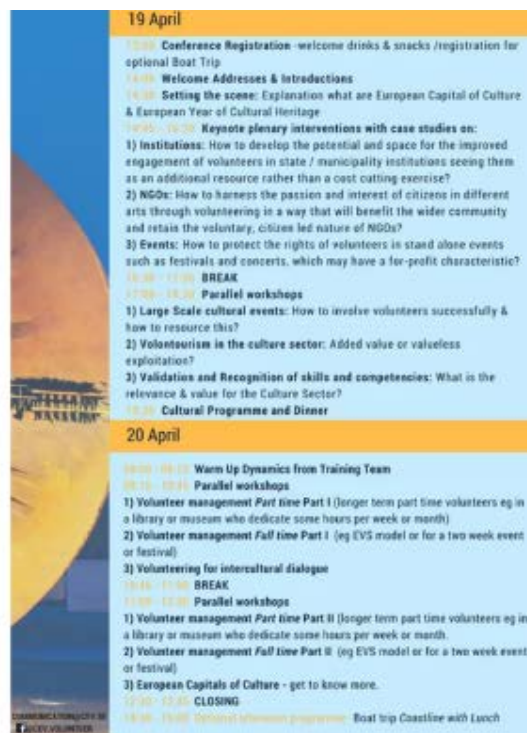 19 April
Conference Registration -welcome drinks & snacks /registration for
optional Boat Trip
Welcome Addresses & Introductions
Setting the scene: Explanation what are European Capital of Culture
& European Year of Cultural Heritage
Keynote plenary interventions with case studies on:
1) Institutions: How to develop the potential and space for the improved
engagement of volunteers in state / municipality institutions seeing them
as an additional resource rather than a cost cutting exercise?
2) NGOs: How to harness the passion and interest of citizens in different
arts through volunteering in a way that will benefit the wider community
and retain the voluntary, citizen led nature of NGOs?
3) Events: How to protect the rights of volunteers in stand alone events
such as festivals and concerts, which may have a for-profit characteristic?
BREAK
Parallel workshops
1) Large Scale cultural events: How to involve volunteers successfully &
how to resource this?
2) Volontourism in the culture sector: Added value or valueless
exploitation?
3) Validation and Recognition of skills and competencies: What is the
relevance & value for the Culture Sector?
Cultural Programme and Dinner
20 April
Warm Up Dynamics from Training Team
Parallel workshops
1) Volunteer management Part time Part I (longer term part time volunteers eg in
a library or museum who dedicate some hours per week or month)
2) Volunteer management Full time Part I (eg EVS model or for a two week event
or festival)
3) Volunteering for intercultural dialogue
BREAK
Parallel workshops
1) Volunteer management Part time Part II (longer term part time volunteers eg in
a library or museum who dedicate some hours per week or month.
2) Volunteer management Full time Part II (eg EVS model or for a two week event
or festival)
3) European Capitals of Culture - get to know more.
CLOSING
Boat trip Coastline with Lunch